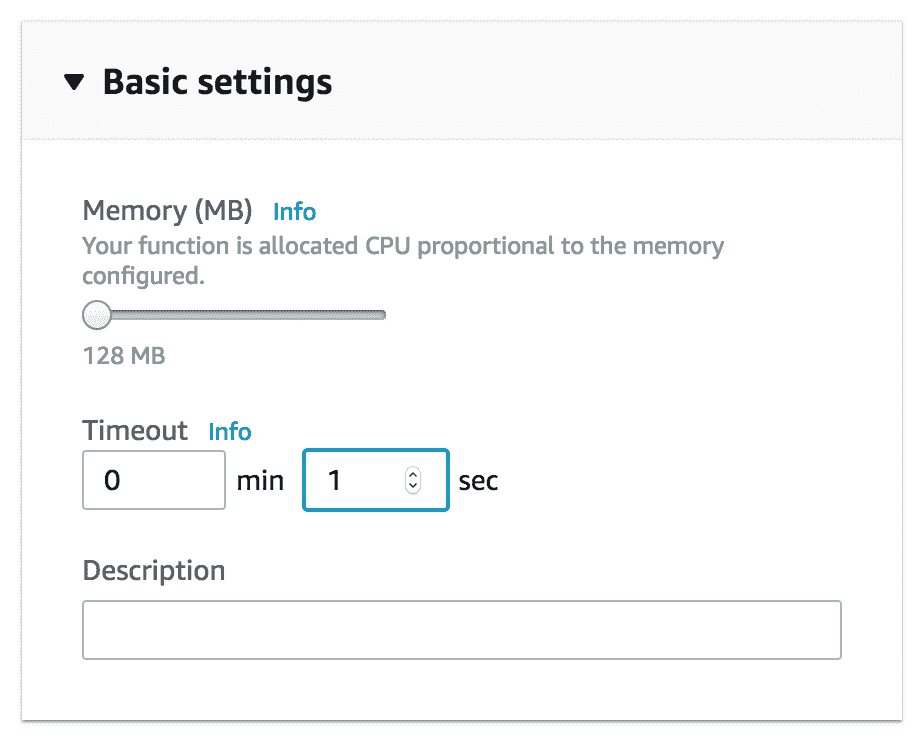 Basic settings
Memory (MB) Info
Your function is allocated CPU proportional to the memory
configured.
128 MB
Timeout Info
0 min 1 sec
Description